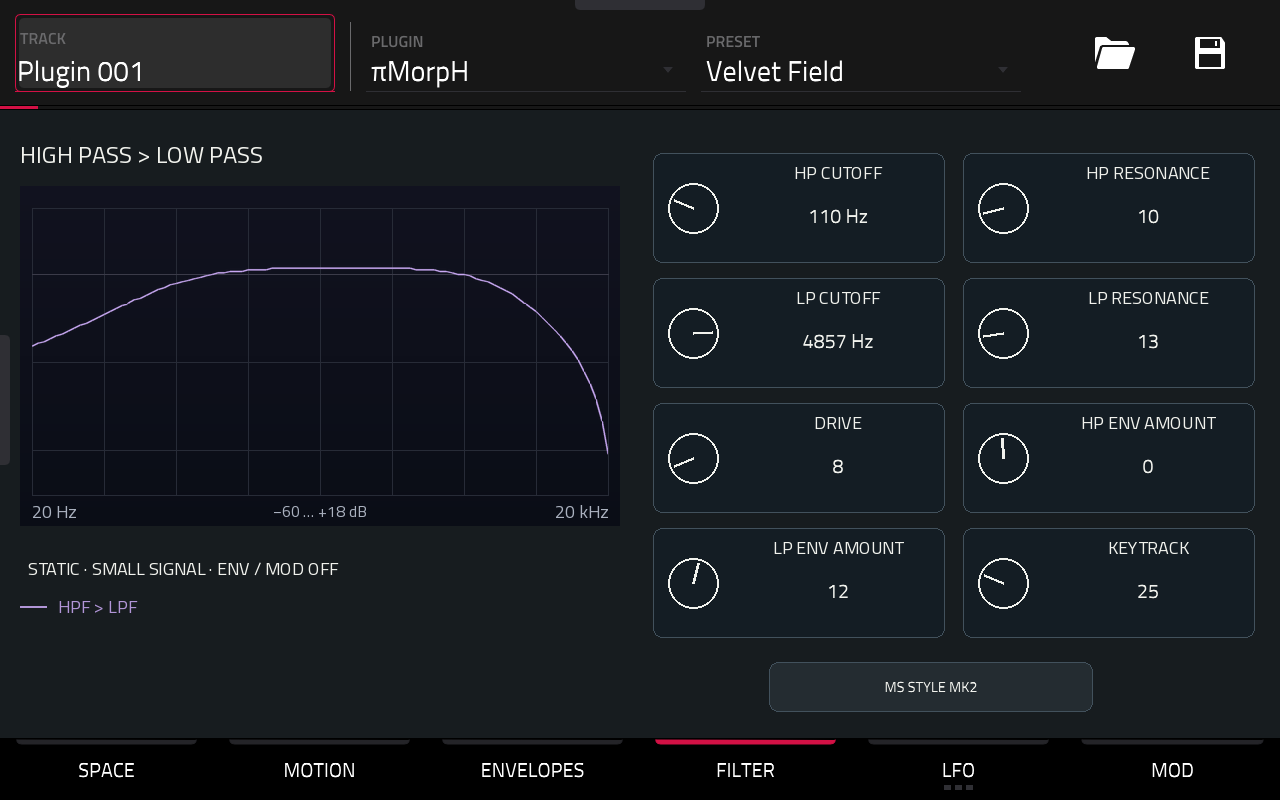 TRACK
Plugin 001
PLUGIN
πMorpH
PRESET
Velvet Field
HIGH PASS > LOW PASS
20 Hz
−60 ... +18 dB
20 kHz
STATIC · SMALL SIGNAL · ENV / MOD OFF
HPF > LPF
HP CUTOFF
110 Hz
HP RESONANCE
10
LP CUTOFF
4857 Hz
LP RESONANCE
13
DRIVE
8
HP ENV AMOUNT
0
LP ENV AMOUNT
12
KEYTRACK
25
MS STYLE MK2
SPACE
MOTION
ENVELOPES
FILTER
LFO
MOD